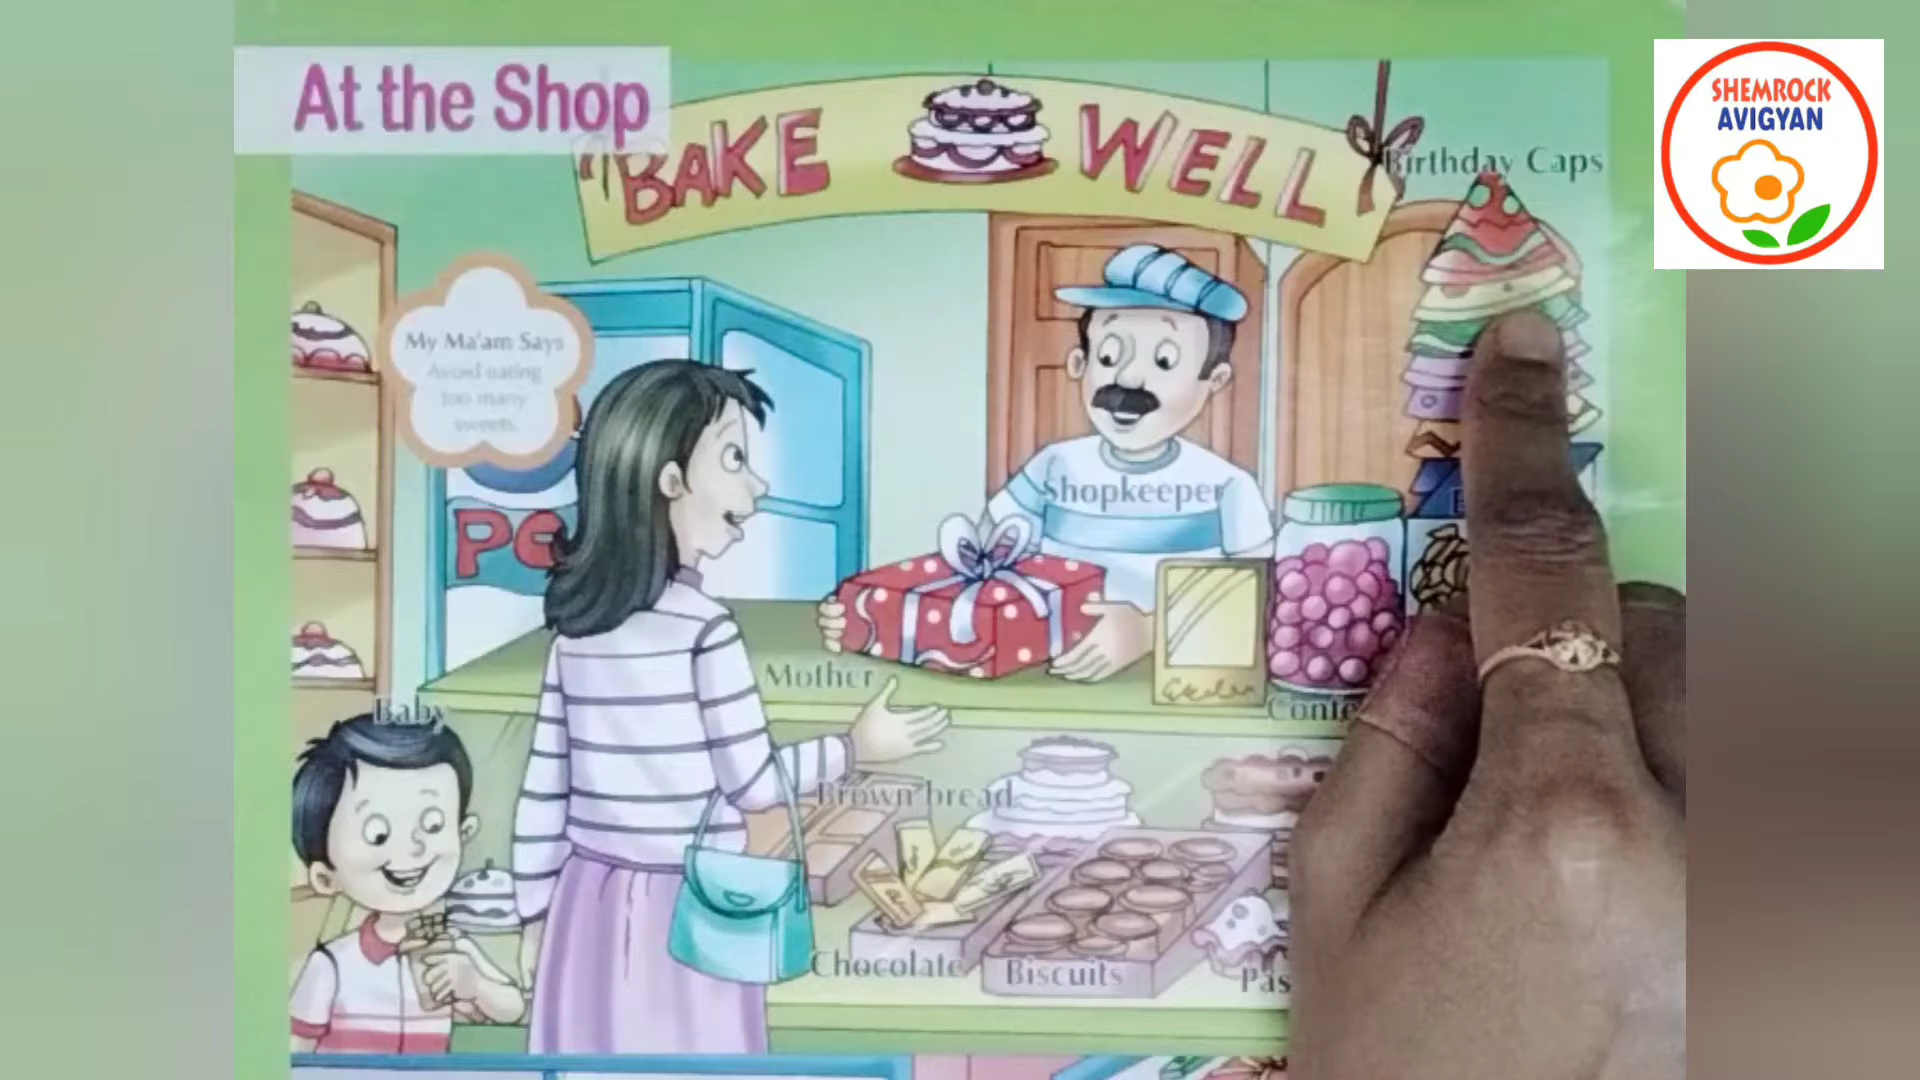 At the Shop
BAKE WELL
SHEMROCK
AVIGYAN
Birthday Caps
My Ma'am Says
Avoid eating
too many
sweets.
Shopkeeper
Mother
Baby
Brown bread
Chocolate
Biscuits